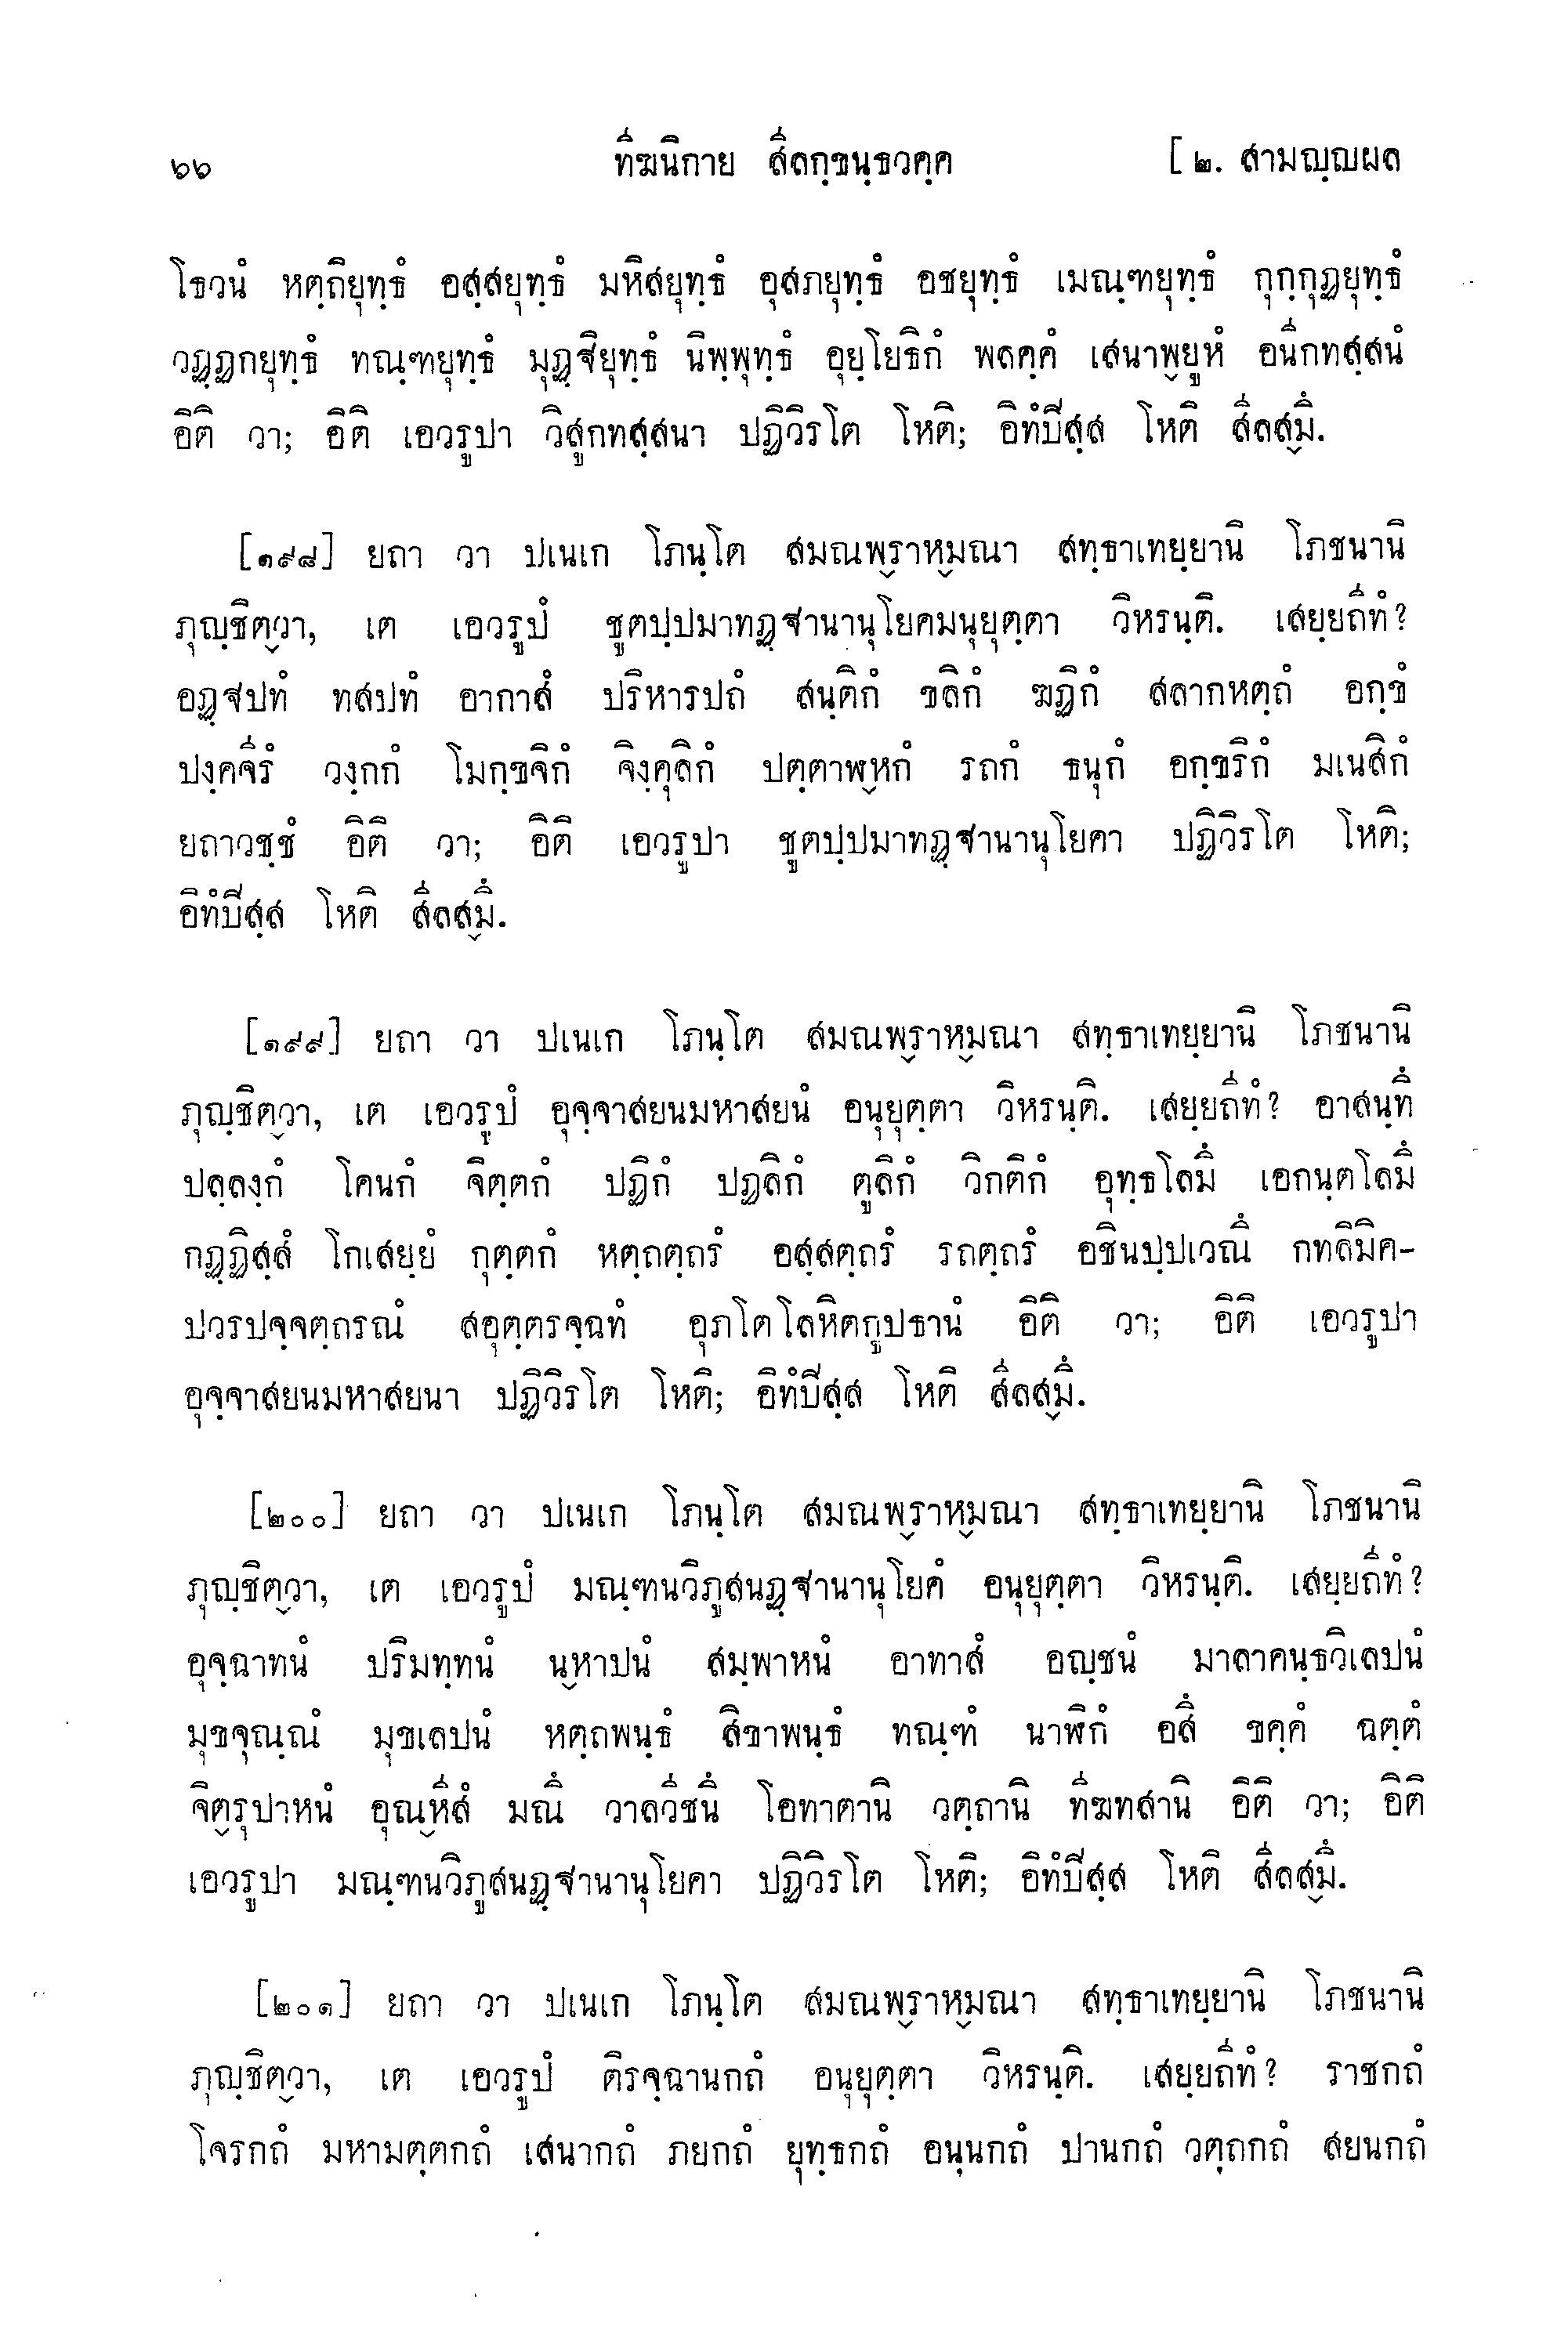 ๖๖ ทีฆนิกาย สีลกฺขนฺธวคฺค [ ๒. สามญฺญผล
โธวนํ หตฺถิยุทฺธํ อสฺสยุทฺธํ มหิสยุทฺธํ อุสภยุทฺธํ อชยุทฺธํ เมณฺฑยุทฺธํ กุกฺกุฏยุทฺธํ
วฏฺฏกยุทฺธํ ทณฺฑยุทฺธํ มุฏฺฐิยุทฺธํ นิพฺพุทฺธํ อุยฺโยธิกํ พลคฺคํ เสนาพฺยูหํ อนีกทสฺสนํ
อิติ วา; อิติ เอวรูปา วิสูกทสฺสนา ปฏิวิรโต โหติ; อิทํปีสฺส โหติ สีลสฺมึ.
[๑๙๘] ยถา วา ปเนเก โภนฺโต สมณพฺราหฺมณา สทฺธาเทยฺยานิ โภชนานิ
ภุญฺชิตฺวา, เต เอวรูปํ ชูตปฺปมาทฏฺฐานานุโยคมนุยุตฺตา วิหรนฺติ. เสยฺยถีทํ?
อฏฺฐปทํ ทสปทํ อากาสํ ปริหารปถํ สนฺติกํ ขลิกํ ฆฏิกํ สลากหตฺถํ อกฺขํ
ปงฺคจีรํ วงฺกกํ โมกฺขจิกํ จิงฺคุลิกํ ปตฺตาพฺหกํ รถกํ ธนุกํ อกฺขริกํ มเนสิกํ
ยถาวชฺชํ อิติ วา; อิติ เอวรูปา ชูตปฺปมาทฏฺฐานานุโยคา ปฏิวิรโต โหติ;
อิทํปีสฺส โหติ สีลสฺมึ.
[๑๙๙] ยถา วา ปเนเก โภนฺโต สมณพฺราหฺมณา สทฺธาเทยฺยานิ โภชนานิ
ภุญฺชิตฺวา, เต เอวรูปํ อุจฺจาสยนมหาสยนํ อนุยุตฺตา วิหรนฺติ. เสยฺยถีทํ? อาสนฺทึ
ปลฺลงฺกํ โคนกํ จิตฺตกํ ปฏิกํ ปฏลิกํ ตูลิกํ วิกติกํ อุทฺธโลมึ เอกนฺตโลมึ
กฏฺฏิสฺสํ โกเสยฺยํ กุตฺตกํ หตฺถตฺถรํ อสฺสตฺถรํ รถตฺถรํ อชินปฺปเวณึ กทลิมิค-
ปวรปจฺจตฺถรณํ สอุตฺตรจฺฉทํ อุภโตโลหิตกูปธานํ อิติ วา; อิติ เอวรูปา
อุจฺจาสยนมหาสยนา ปฏิวิรโต โหติ; อิทํปีสฺส โหติ สีลสฺมึ.
[๒๐๐] ยถา วา ปเนเก โภนฺโต สมณพฺราหฺมณา สทฺธาเทยฺยานิ โภชนานิ
ภุญฺชิตฺวา, เต เอวรูปํ มณฺฑนวิภูสนฏฺฐานานุโยคํ อนุยุตฺตา วิหรนฺติ. เสยฺยถีทํ?
อุจฺฉาทนํ ปริมทฺทนํ นฺหาปนํ สมฺพาหนํ อาทาสํ อญฺชนํ มาลาคนฺธวิเลปนํ
มุขจุณฺณํ มุขเลปนํ หตฺถพนฺธํ สิขาพนฺธํ ทณฺฑํ นาฬิกํ อสึ ขคฺคํ ฉตฺตํ
จิตฺรุปาหนํ อุณฺหีสํ มณึ วาลวีชนึ โอทาตานิ วตฺถานิ ทีฆทสานิ อิติ วา; อิติ
เอวรูปา มณฺฑนวิภูสนฏฺฐานานุโยคา ปฏิวิรโต โหติ; อิทํปีสฺส โหติ สีลสฺมึ.
[๒๐๑] ยถา วา ปเนเก โภนฺโต สมณพฺราหฺมณา สทฺธาเทยฺยานิ โภชนานิ
ภุญฺชิตฺวา, เต เอวรูปํ ติรจฺฉานกถํ อนุยุตฺตา วิหรนฺติ. เสยฺยถีทํ? ราชกถํ
โจรกถํ มหามตฺตกถํ เสนากถํ ภยกถํ ยุทฺธกถํ อนฺนกถํ ปานกถํ วตฺถกถํ สยนกถํ